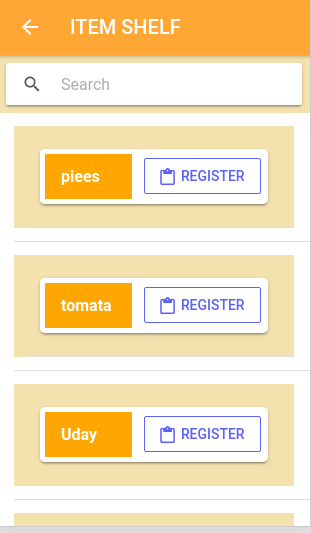 ITEM SHELF
Search
piees
REGISTER
tomata
REGISTER
Uday
REGISTER